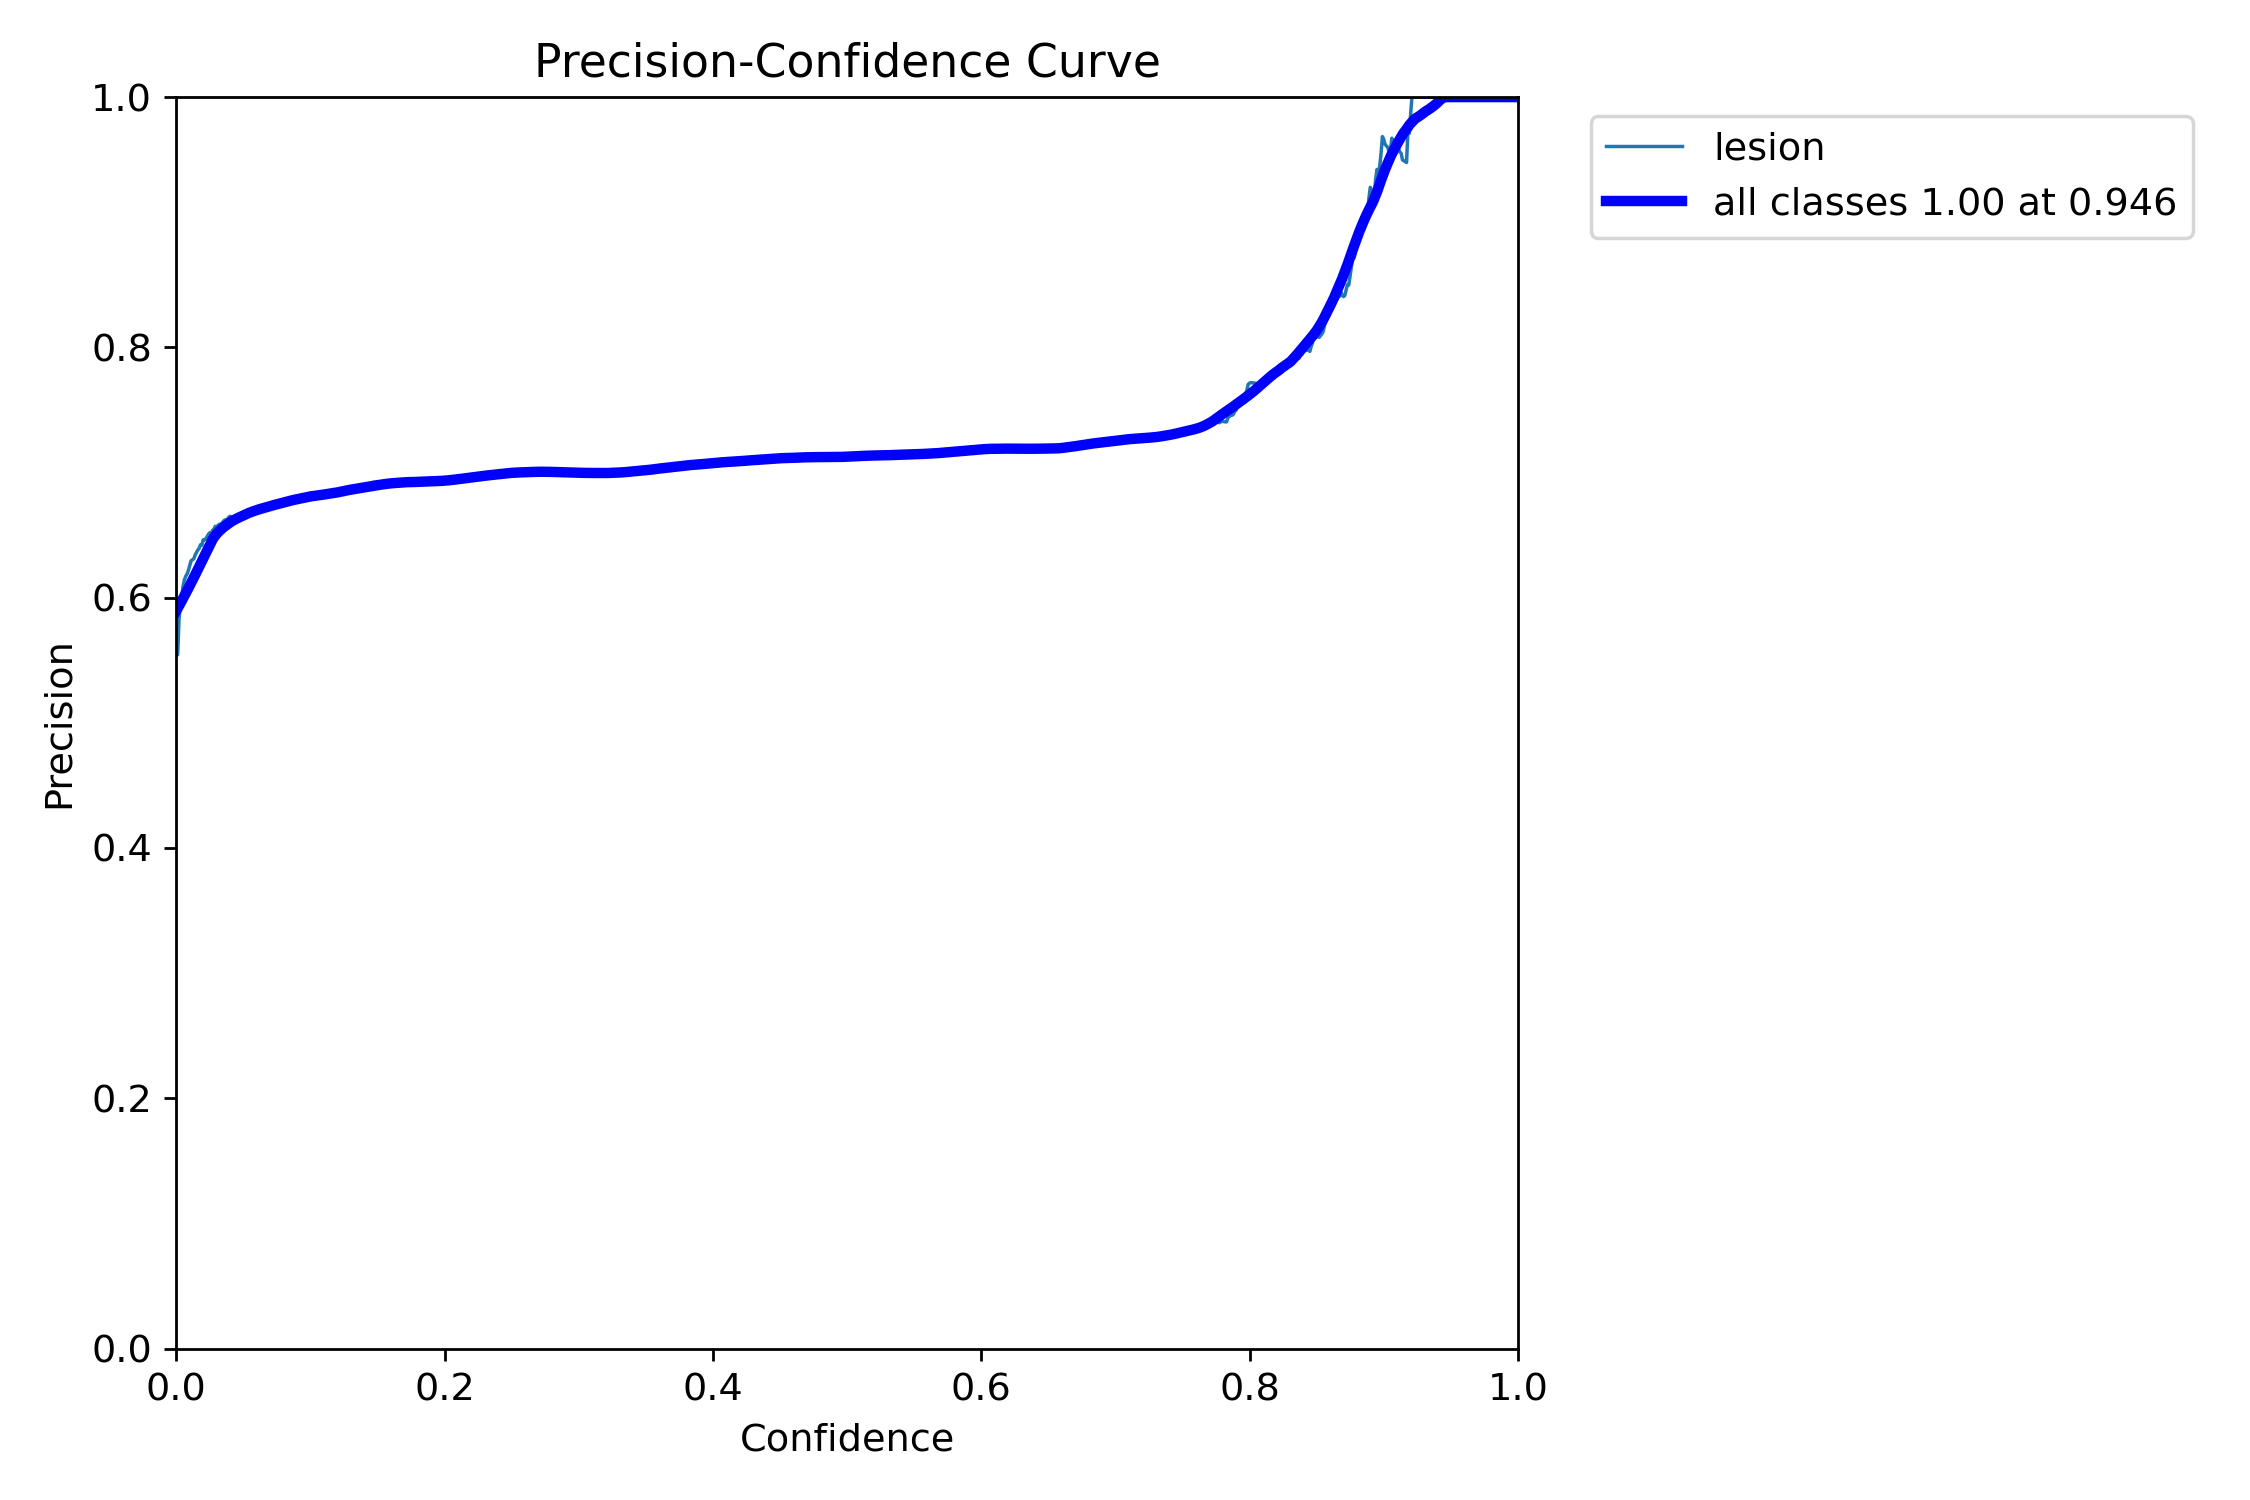 Precision-Confidence Curve
1.0
0.8
0.6
0.4
0.2
0.0
Precision
0.0 0.2 0.4 0.6 0.8 1.0
Confidence
lesion
all classes 1.00 at 0.946